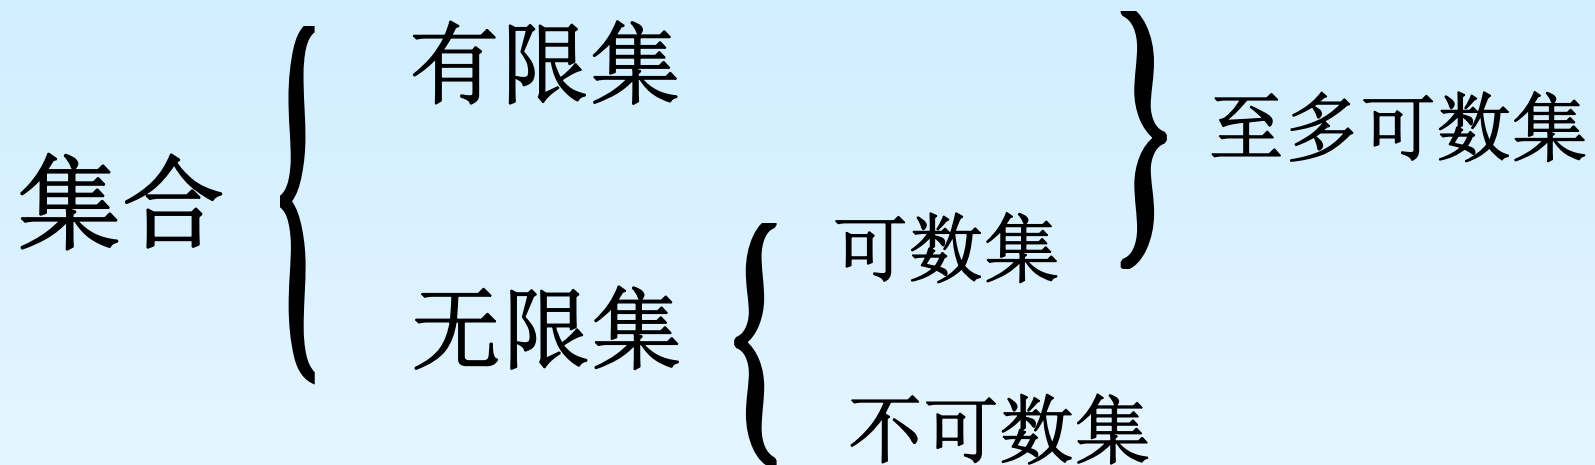 集合
有限集
无限集
可数集
不可数集
至多可数集